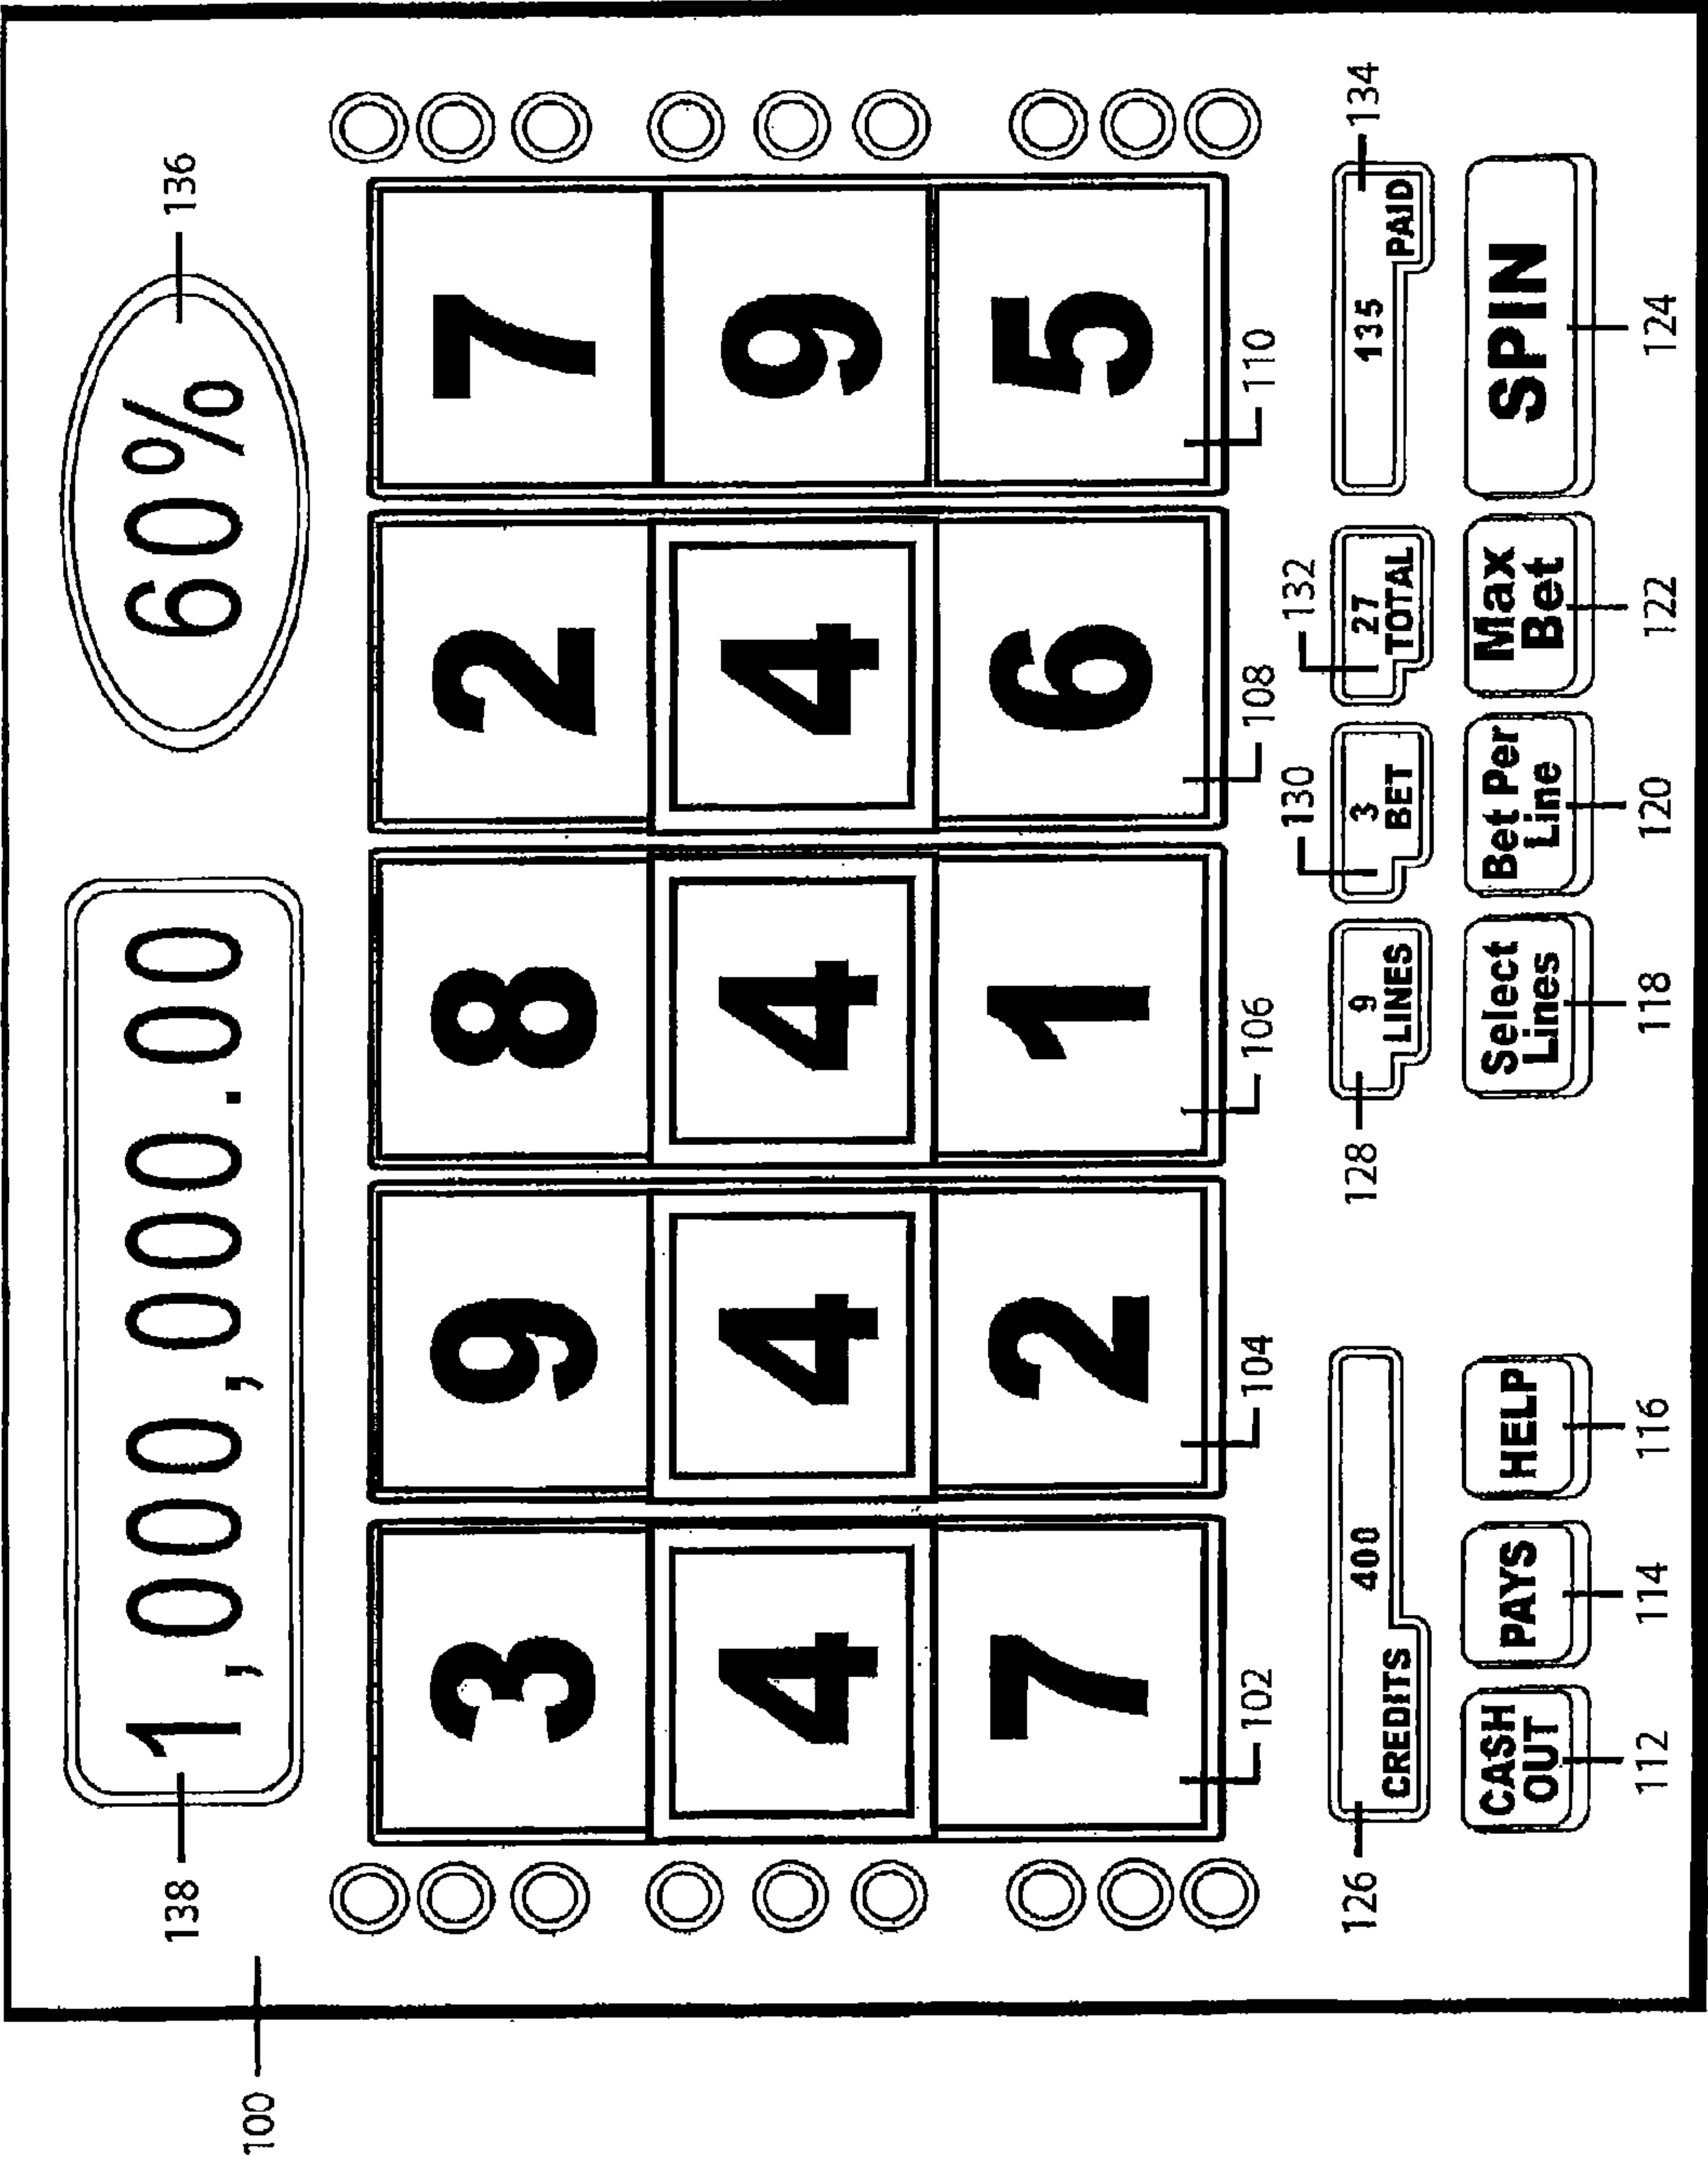 138
1,000,000.00
60%
136
100
3 9 8 2 7
4 4 4 4 9
7 2 1 6 5
102 104 106 108 110
130 132
126 128 134
400 9 3 27 135
CREDITS LINES BET TOTAL PAID
CASH OUT
PAYS
HELP
Select Lines
Bet Per Line
Max Bet
SPIN
112 114 116 118 120 122 124